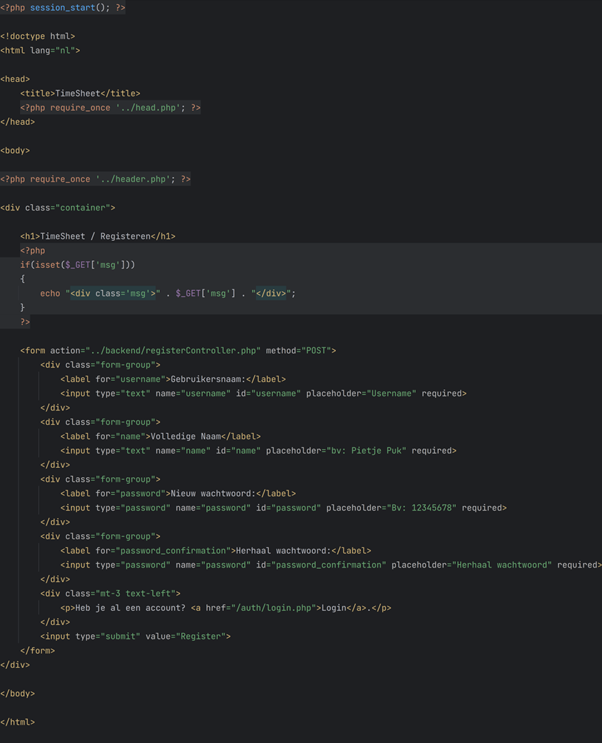 <?php session_start(); ?>
<!doctype html>
<html lang="nl">
<head>
<title>TimeSheet</title>
<?php require_once '../head.php'; ?>
</head>
<body>
<?php require_once '../header.php'; ?>
<div class="container">
<h1>TimeSheet / Registeren</h1>
<?php
if(isset($_GET['msg']))
{
echo "<div class='msg'>" . $_GET['msg'] . "</div>";
}
?>
<form action="../backend/registerController.php" method="POST">
<div class="form-group">
<label for="username">Gebruikersnaam:</label>
<input type="text" name="username" id="username" placeholder="Username" required>
</div>
<div class="form-group">
<label for="name">Volledige Naam</label>
<input type="text" name="name" id="name" placeholder="bv: Pietje Puk" required>
</div>
<div class="form-group">
<label for="password">Nieuw wachtwoord:</label>
<input type="password" name="password" id="password" placeholder="Bv: 12345678" required>
</div>
<div class="form-group">
<label for="password_confirmation">Herhaal wachtwoord:</label>
<input type="password" name="password" id="password_confirmation" placeholder="Herhaal wachtwoord" required>
</div>
<div class="mt-3 text-left">
<p>Heb je al een account? <a href="/auth/login.php">Login</a>.</p>
</div>
<input type="submit" value="Register">
</form>
</div>
</body>
</html>